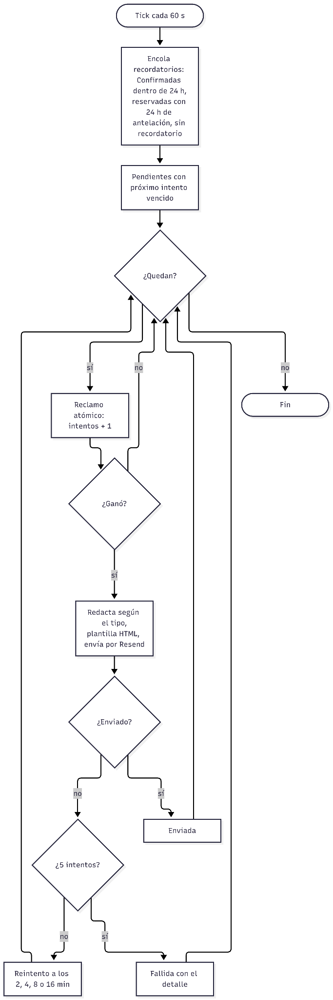 Tick cada 60 s
Encola
recordatorios:
Confirmadas
dentro de 24 h,
reservadas con
24 h de
antelación, sin
recordatorio
Pendientes con
próximo intento
vencido
¿Quedan?
sí
no
no
Reclamo
atómico:
intentos + 1
Fin
¿Ganó?
sí
Redacta según
el tipo,
plantilla HTML,
envía por Resend
¿Enviado?
no
sí
Enviada
¿5 intentos?
no
sí
Reintento a los
2, 4, 8 o 16 min
Fallida con el
detalle